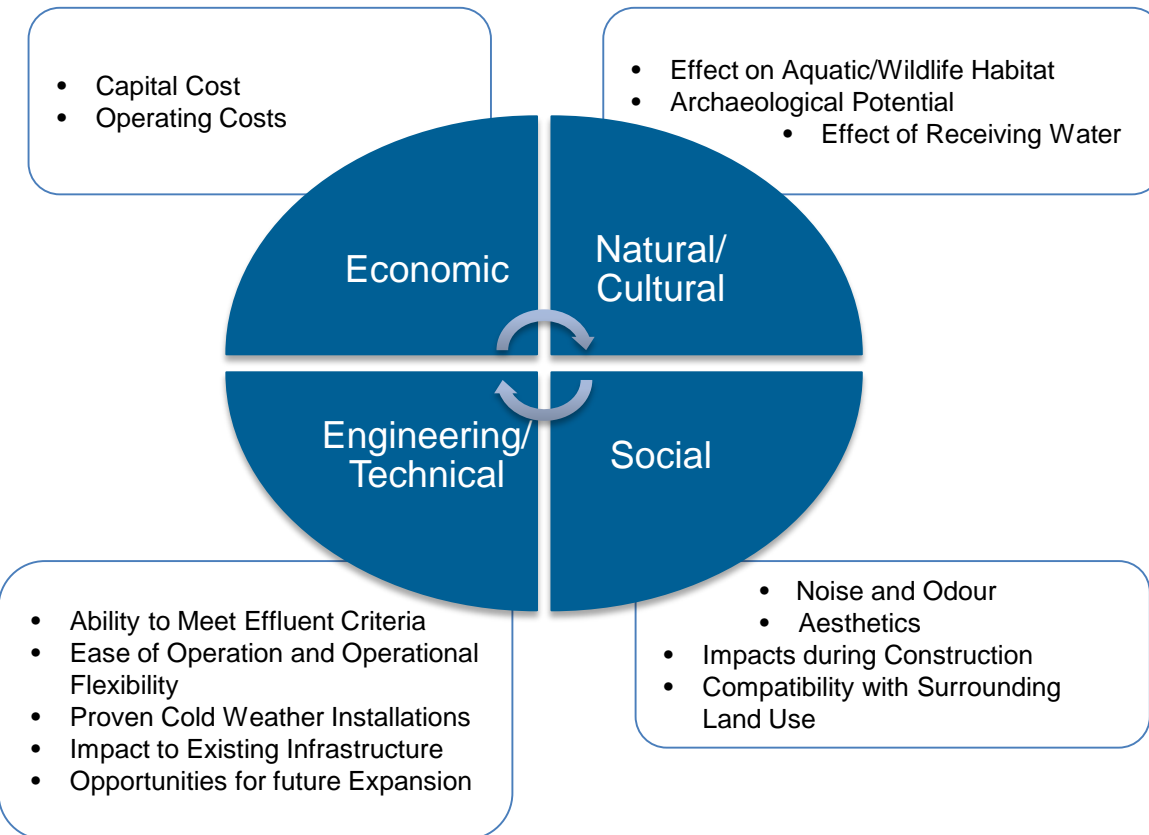 • Capital Cost
• Operating Costs
• Effect on Aquatic/Wildlife Habitat
• Archaeological Potential
• Effect of Receiving Water
Economic
Natural/
Cultural
Engineering/
Technical
Social
• Ability to Meet Effluent Criteria
• Ease of Operation and Operational
Flexibility
• Proven Cold Weather Installations
• Impact to Existing Infrastructure
• Opportunities for future Expansion
• Noise and Odour
• Aesthetics
• Impacts during Construction
• Compatibility with Surrounding
Land Use